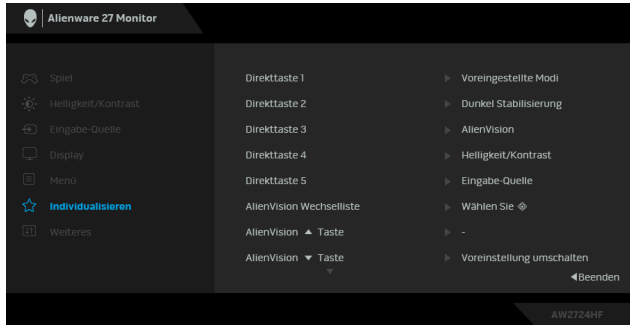 Alienware 27 Monitor
Spiel
Helligkeit/Kontrast
Eingabe-Quelle
Display
Menü
Individualisieren
Weiteres
Direkttaste 1 Voreingestellte Modi
Direkttaste 2 Dunkel Stabilisierung
Direkttaste 3 AlienVision
Direkttaste 4 Helligkeit/Kontrast
Direkttaste 5 Eingabe-Quelle
AlienVision Wechselliste Wählen Sie
AlienVision ▲ Taste -
AlienVision ▼ Taste Voreinstellung umschalten
Beenden
AW2724HF